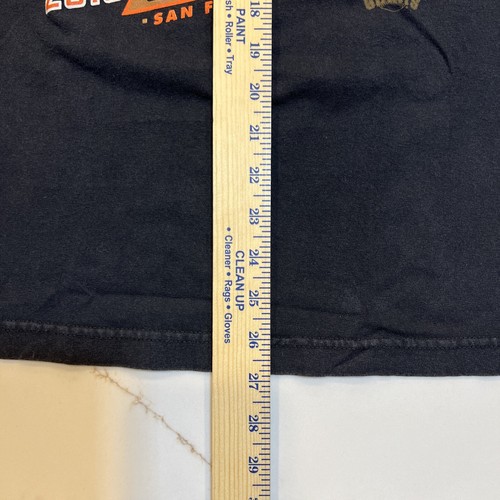 SAN F
PAINT
• Roller • Tray
CLEAN UP
• Cleaner • Rags • Gloves
18
19
20
21
22
23
24
25
26
27
28
29